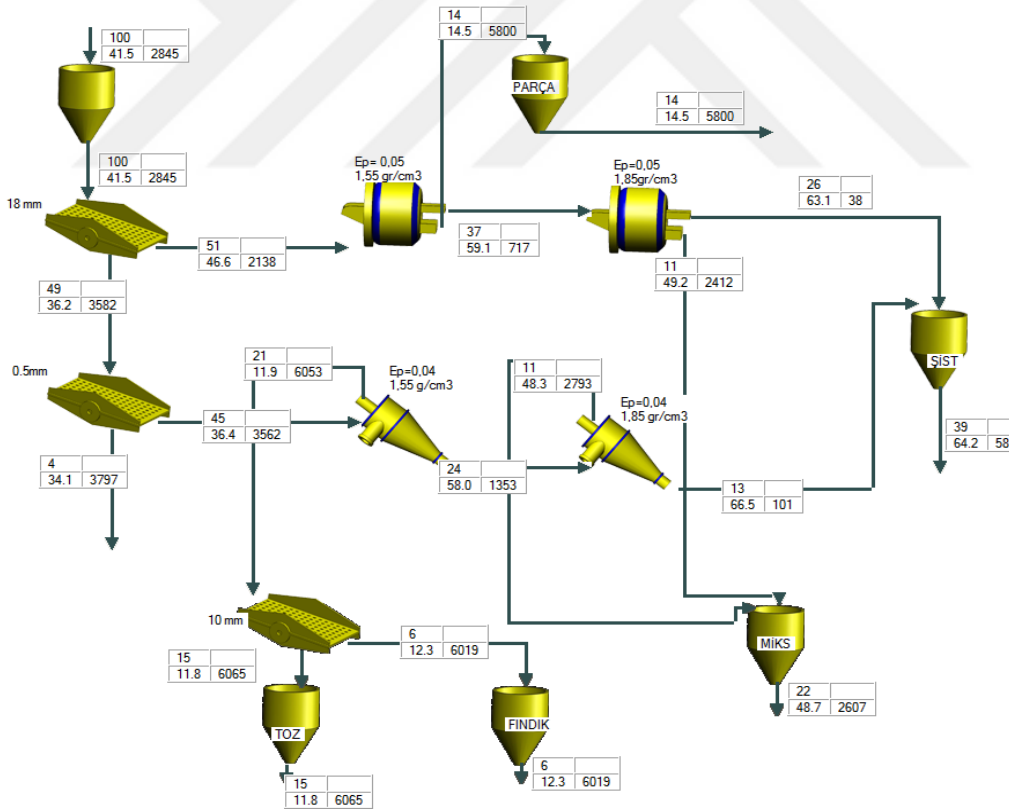 100
41.5 2845
14
14.5 5800
PARÇA
14
14.5 5800
100
41.5 2845
18 mm
Ep= 0,05
1,55 gr/cm3
Ep=0,05
1,85gr/cm3
26
63.1 38
51
46.6 2138
37
59.1 717
11
49.2 2412
49
36.2 3582
ŞİST
0.5mm
21
11.9 6053
Ep=0,04
1,55 g/cm3
11
48.3 2793
Ep=0,04
1,85 gr/cm3
45
36.4 3562
39
64.2 58
4
34.1 3797
24
58.0 1353
13
66.5 101
10 mm
6
12.3 6019
15
11.8 6065
MİKS
22
48.7 2607
TOZ
FINDIK
6
12.3 6019
15
11.8 6065